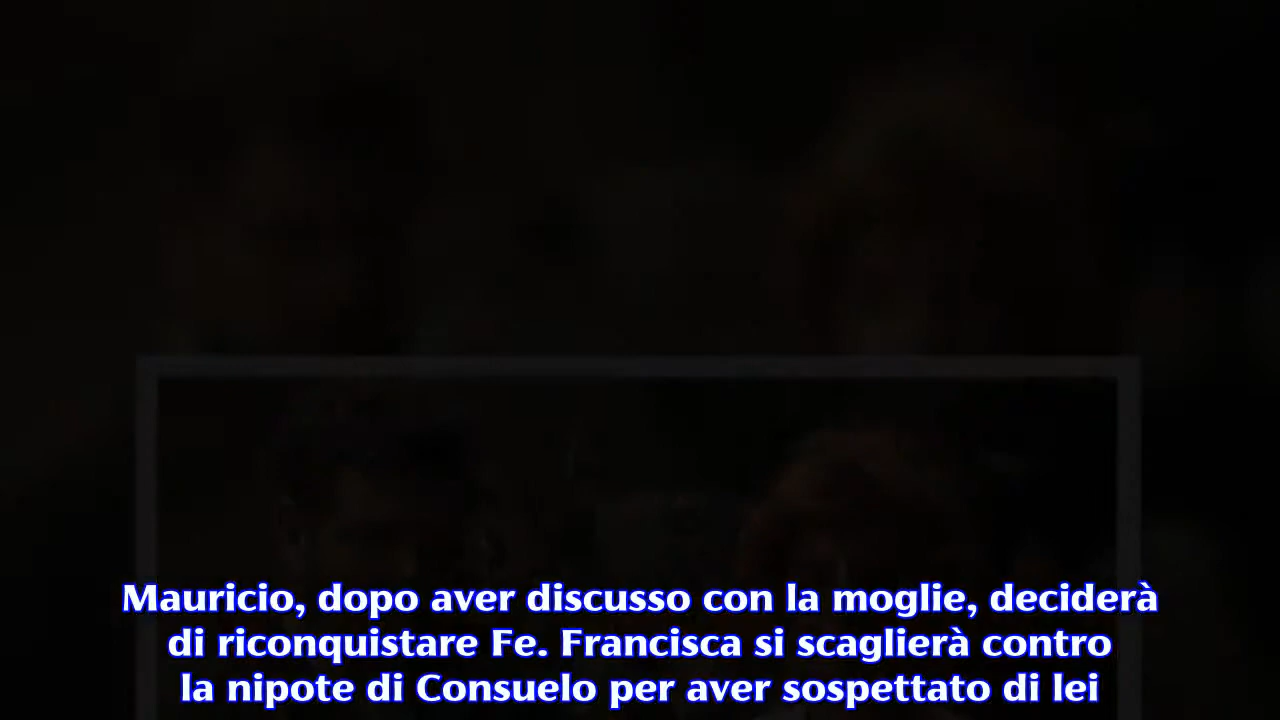 Mauricio, dopo aver discusso con la moglie, deciderà
di riconquistare Fe. Francisca si scaglierà contro
la nipote di Consuelo per aver sospettato di lei